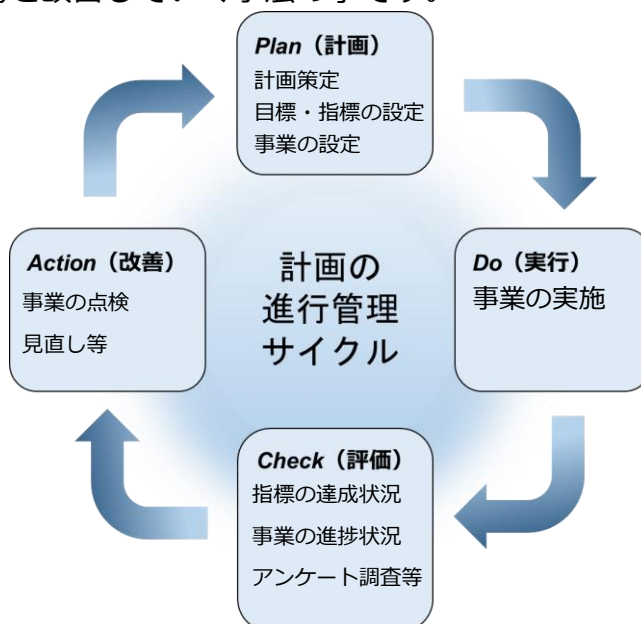 Plan（計画）
計画策定
目標・指標の設定
事業の設定
Action（改善）
事業の点検
見直し等
計画の
進行管理
サイクル
Do（実行）
事業の実施
Check（評価）
指標の達成状況
事業の進捗状況
アンケート調査等